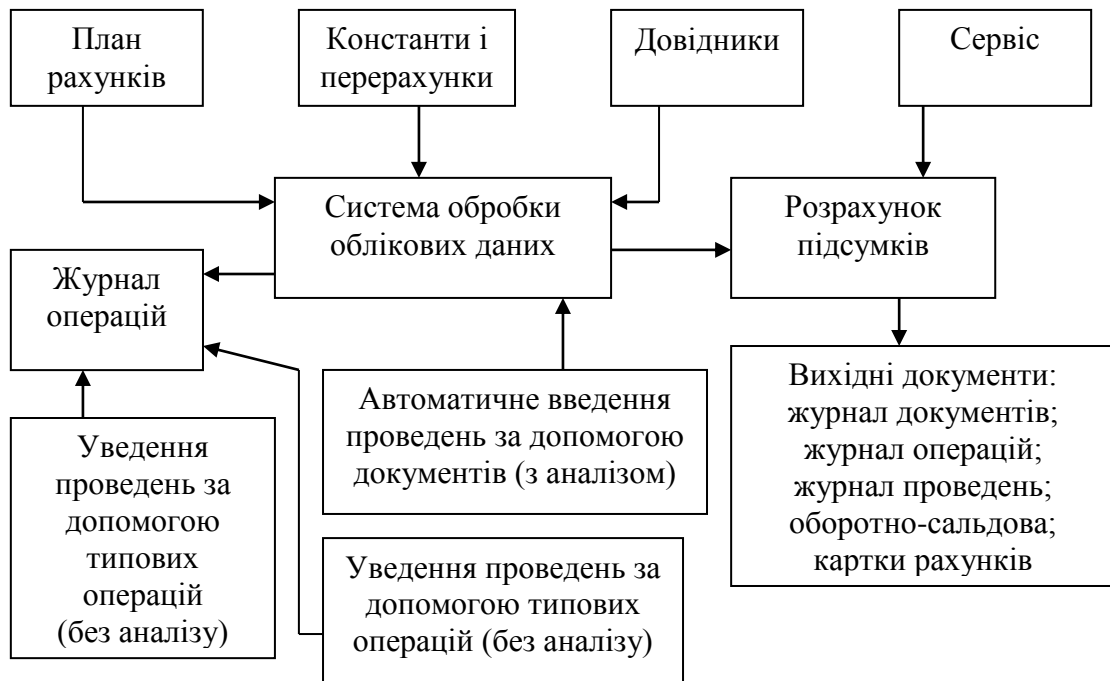 План
рахунків
Константи і
перерахунки
Довідники
Сервіс
Система обробки
облікових даних
Розрахунок
підсумків
Журнал
операцій
Автоматичне введення
проведень за допомогою
документів (з аналізом)
Вихідні документи:
журнал документів;
журнал операцій;
журнал проведень;
оборотно-сальдова;
картки рахунків
Уведення
проведень за
допомогою
типових
операцій
(без аналізу)
Уведення проведень за
допомогою типових
операцій (без аналізу)